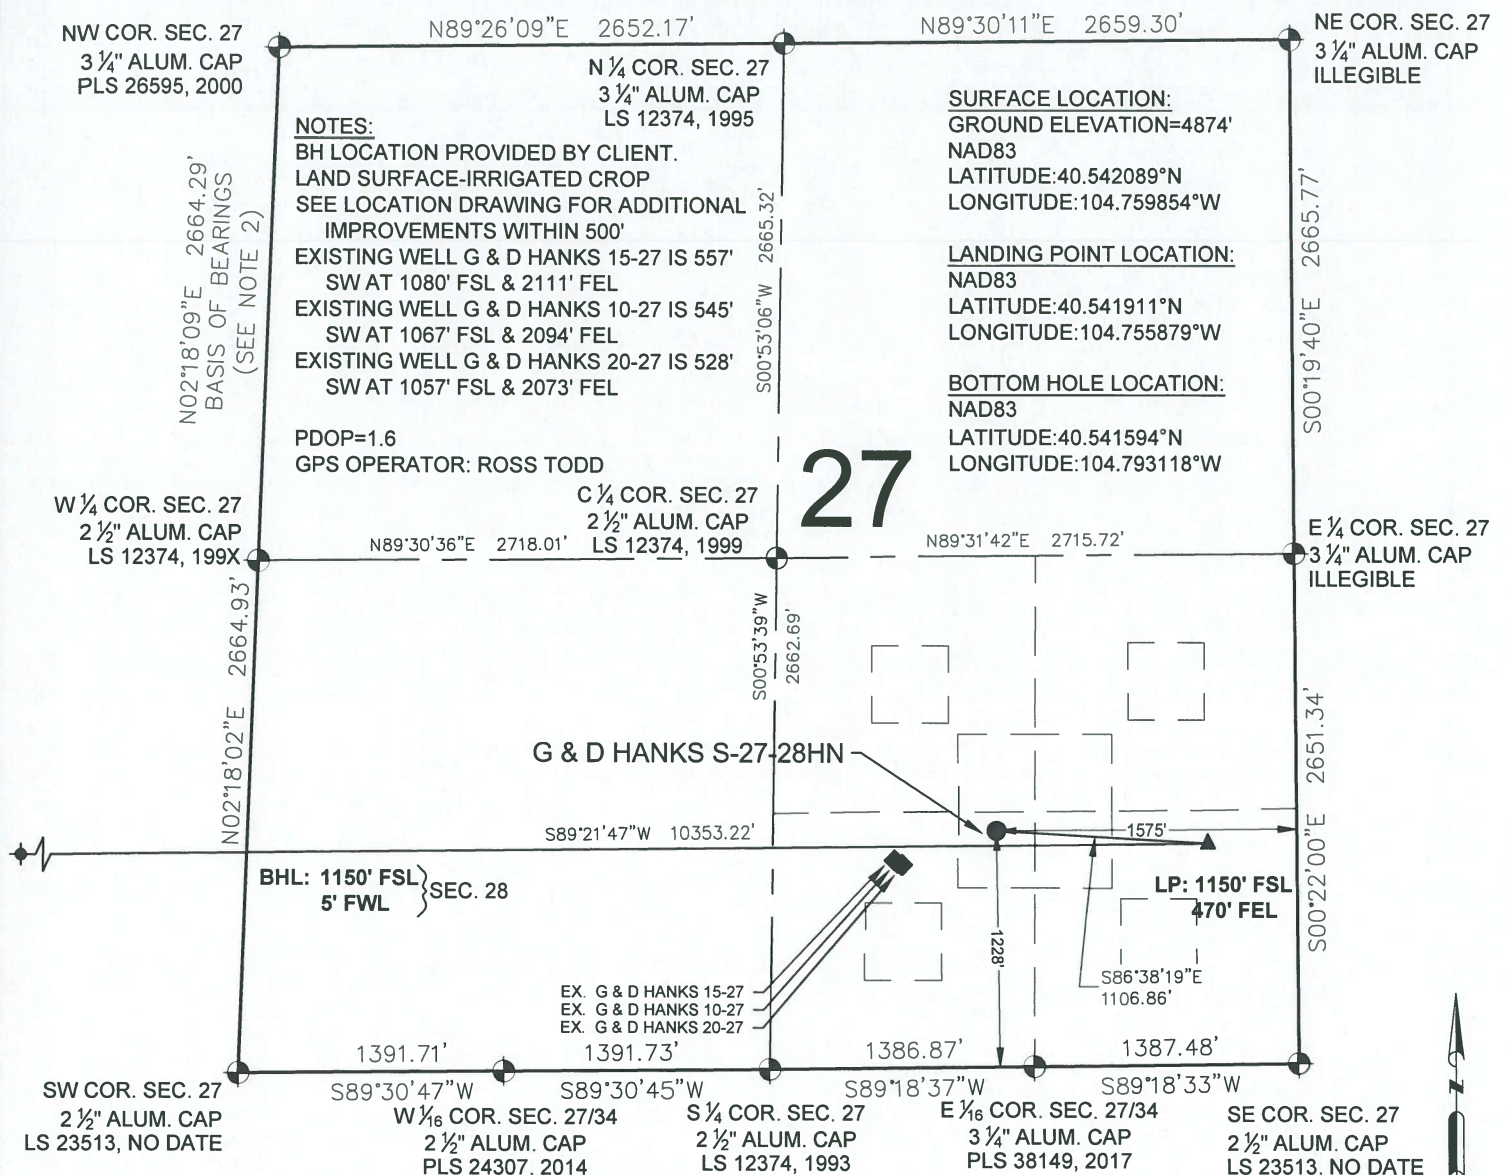 N89°26'09"E 2652.17'
N89°30'11"E 2659.30'
NW COR. SEC. 27
3 ¼" ALUM. CAP
PLS 26595, 2000
N ¼ COR. SEC. 27
3 ¼" ALUM. CAP
LS 12374, 1995
NE COR. SEC. 27
3 ¼" ALUM. CAP
ILLEGIBLE
NOTES:
BH LOCATION PROVIDED BY CLIENT.
LAND SURFACE-IRRIGATED CROP
SEE LOCATION DRAWING FOR ADDITIONAL
IMPROVEMENTS WITHIN 500'
EXISTING WELL G & D HANKS 15-27 IS 557'
SW AT 1080' FSL & 2111' FEL
EXISTING WELL G & D HANKS 10-27 IS 545'
SW AT 1067' FSL & 2094' FEL
EXISTING WELL G & D HANKS 20-27 IS 528'
SW AT 1057' FSL & 2073' FEL
PDOP=1.6
GPS OPERATOR: ROSS TODD
SURFACE LOCATION:
GROUND ELEVATION=4874'
NAD83
LATITUDE:40.542089°N
LONGITUDE:104.759854°W
LANDING POINT LOCATION:
NAD83
LATITUDE:40.541911°N
LONGITUDE:104.755879°W
BOTTOM HOLE LOCATION:
NAD83
LATITUDE:40.541594°N
LONGITUDE:104.793118°W
N02°18'09"E 2664.29'
BASIS OF BEARINGS
(SEE NOTE 2)
S00°53'06"W 2665.32'
S00°19'40"E 2665.77'
27
W ¼ COR. SEC. 27
2 ½" ALUM. CAP
LS 12374, 199X
C ¼ COR. SEC. 27
2 ½" ALUM. CAP
LS 12374, 1999
E ¼ COR. SEC. 27
3 ¼" ALUM. CAP
ILLEGIBLE
N89°30'36"E 2718.01'
N89°31'42"E 2715.72'
N02°18'02"E 2664.93'
S00°53'39"W
2662.69'
S00°22'00"E 2651.34'
G & D HANKS S-27-28HN
S89°21'47"W 10353.22'
1575'
BHL: 1150' FSL
5' FWL
SEC. 28
LP: 1150' FSL
470' FEL
1228'
S86°38'19"E
1106.86'
EX. G & D HANKS 15-27
EX. G & D HANKS 10-27
EX. G & D HANKS 20-27
1391.71'
1391.73'
1386.87'
1387.48'
S89°30'47"W
S89°30'45"W
S89°18'37"W
S89°18'33"W
SW COR. SEC. 27
2 ½" ALUM. CAP
LS 23513, NO DATE
W 1⁄16 COR. SEC. 27/34
2 ½" ALUM. CAP
PLS 24307, 2014
S ¼ COR. SEC. 27
2 ½" ALUM. CAP
LS 12374, 1993
E 1⁄16 COR. SEC. 27/34
3 ¼" ALUM. CAP
PLS 38149, 2017
SE COR. SEC. 27
2 ½" ALUM. CAP
LS 23513, NO DATE
N